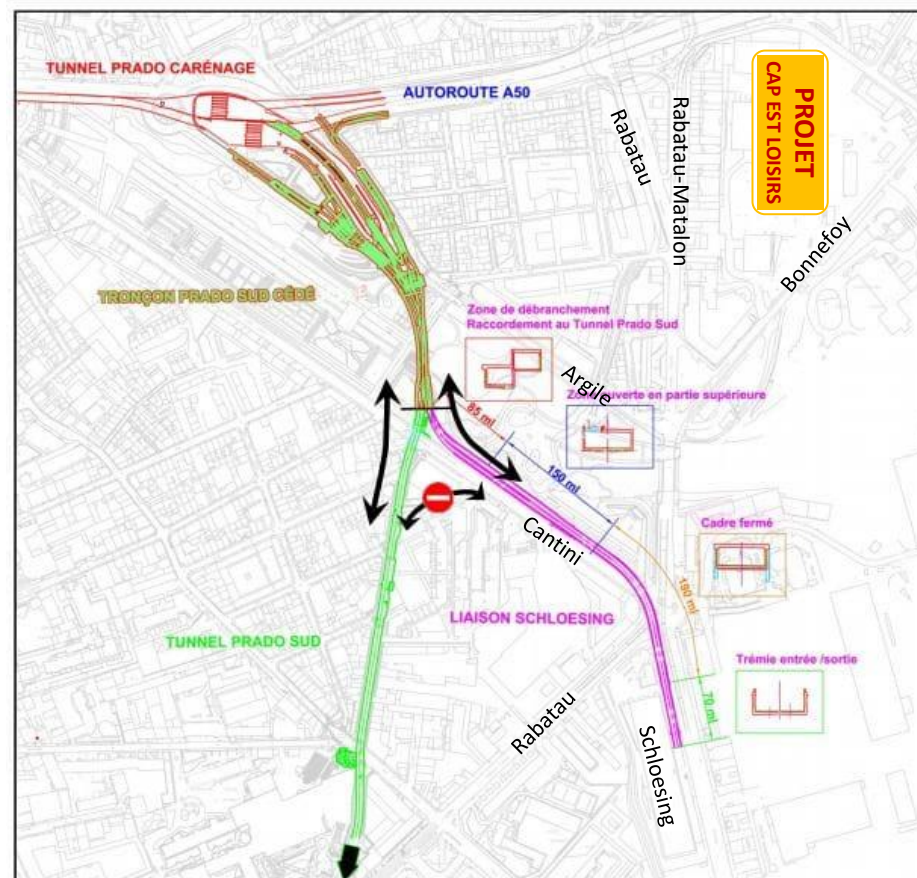 TUNNEL PRADO CARÉNAGE
AUTOROUTE A50
PROJET
CAP EST LOISIRS
Rabatau
Rabatau-Matalon
Bonnefoy
TRONÇON PRADO SUD CÉDÉ
Zone de débranchement
Raccordement au Tunnel Prado Sud
Argile
Zone ouverte en partie supérieure
85 ml
150 ml
Cantini
Cadre fermé
190 ml
LIAISON SCHLOESING
TUNNEL PRADO SUD
Trémie entrée /sortie
70 ml
Rabatau
Schloesing